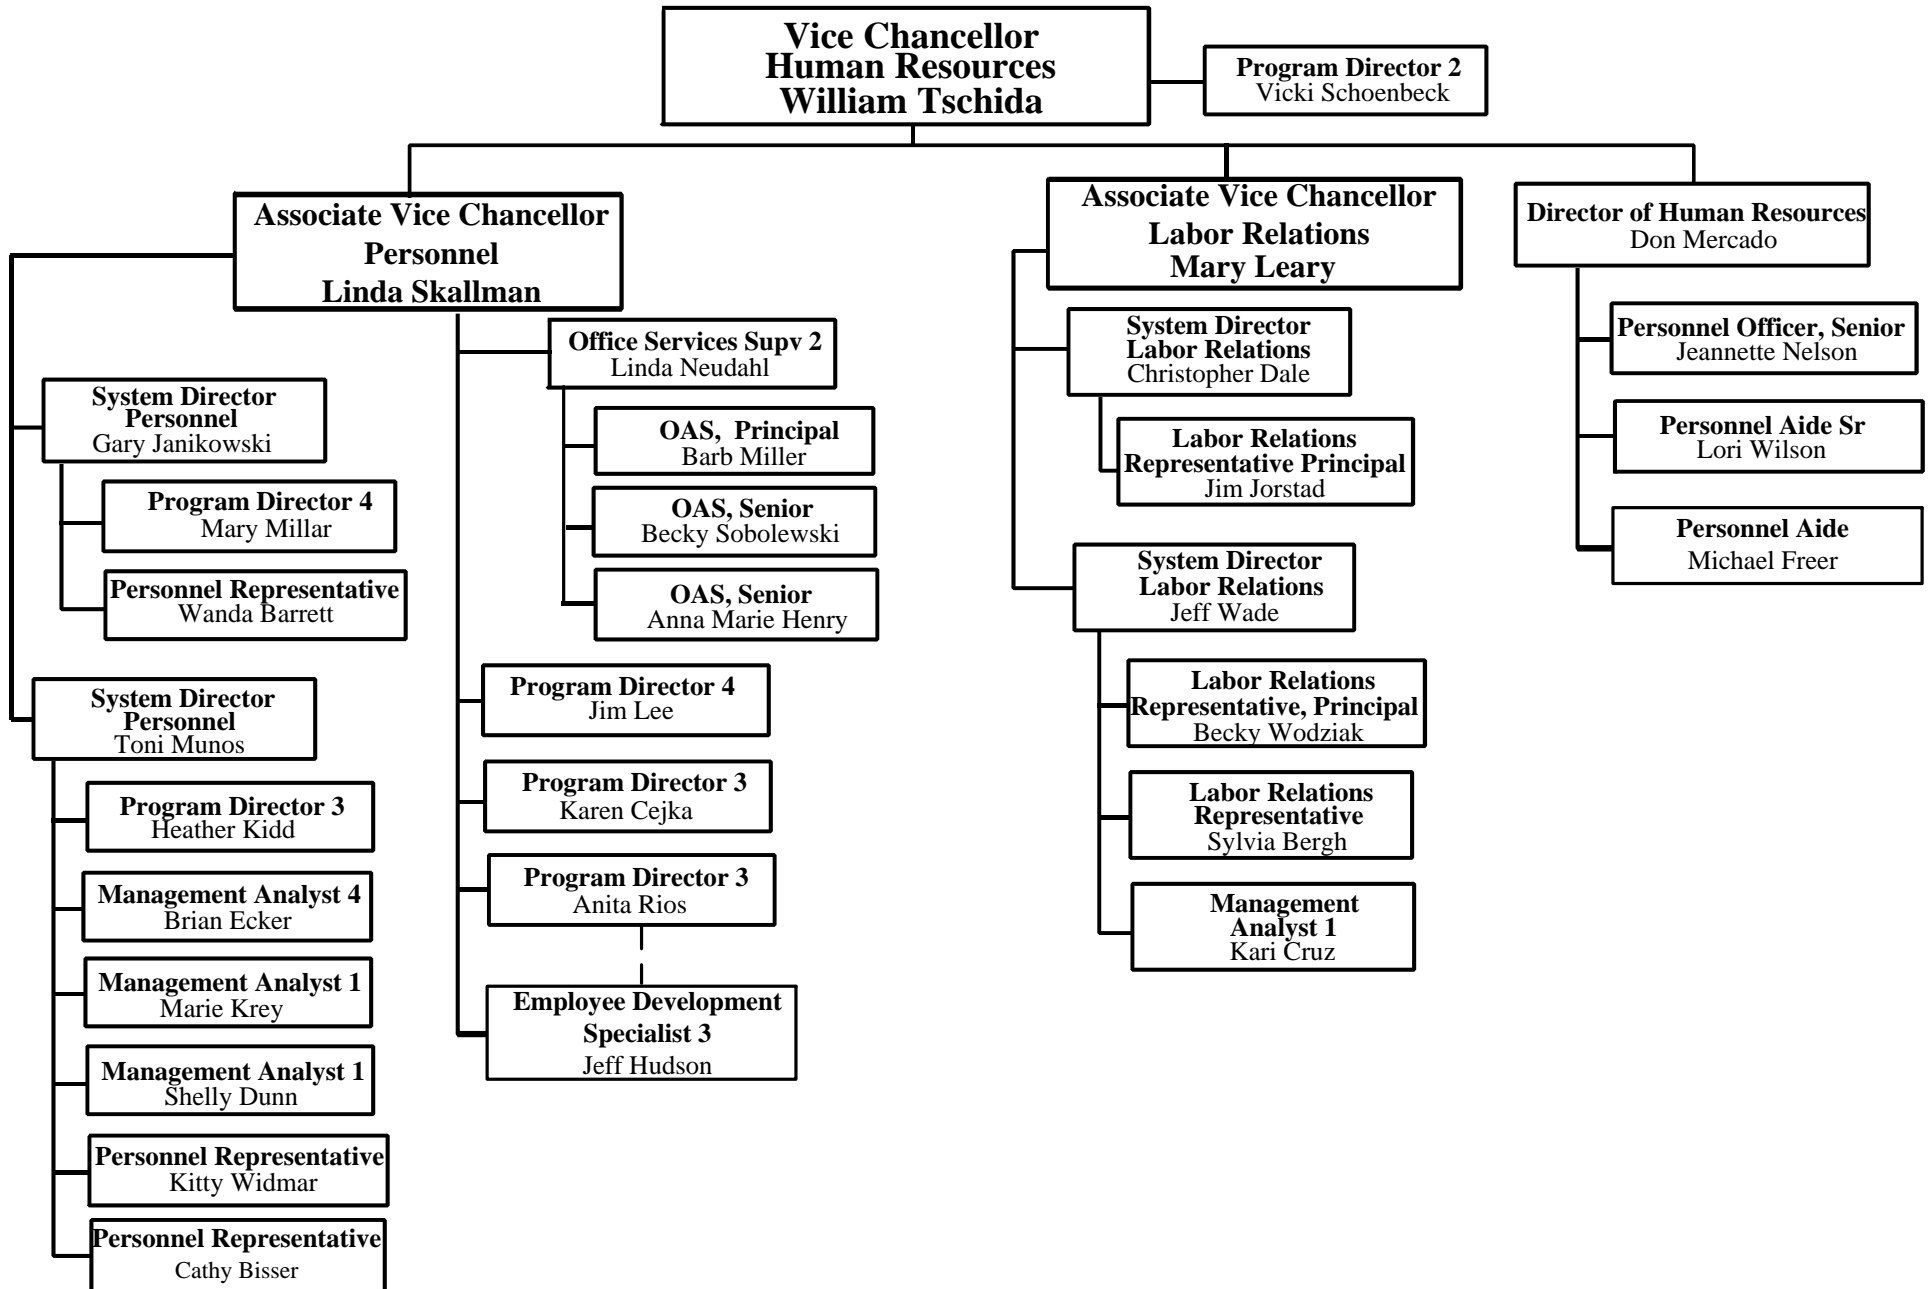 Vice Chancellor
Human Resources
William Tschida
Program Director 2
Vicki Schoenbeck
Associate Vice Chancellor
Personnel
Linda Skallman
System Director
Personnel
Gary Janikowski
Program Director 4
Mary Millar
Personnel Representative
Wanda Barrett
System Director
Personnel
Toni Munos
Program Director 3
Heather Kidd
Management Analyst 4
Brian Ecker
Management Analyst 1
Marie Krey
Management Analyst 1
Shelly Dunn
Personnel Representative
Kitty Widmar
Personnel Representative
Cathy Bisser
Office Services Supv 2
Linda Neudahl
OAS, Principal
Barb Miller
OAS, Senior
Becky Sobolewski
OAS, Senior
Anna Marie Henry
Program Director 4
Jim Lee
Program Director 3
Karen Cejka
Program Director 3
Anita Rios
Employee Development
Specialist 3
Jeff Hudson
Associate Vice Chancellor
Labor Relations
Mary Leary
System Director
Labor Relations
Christopher Dale
Labor Relations
Representative Principal
Jim Jorstad
System Director
Labor Relations
Jeff Wade
Labor Relations
Representative, Principal
Becky Wodziak
Labor Relations
Representative
Sylvia Bergh
Management
Analyst 1
Kari Cruz
Director of Human Resources
Don Mercado
Personnel Officer, Senior
Jeannette Nelson
Personnel Aide Sr
Lori Wilson
Personnel Aide
Michael Freer